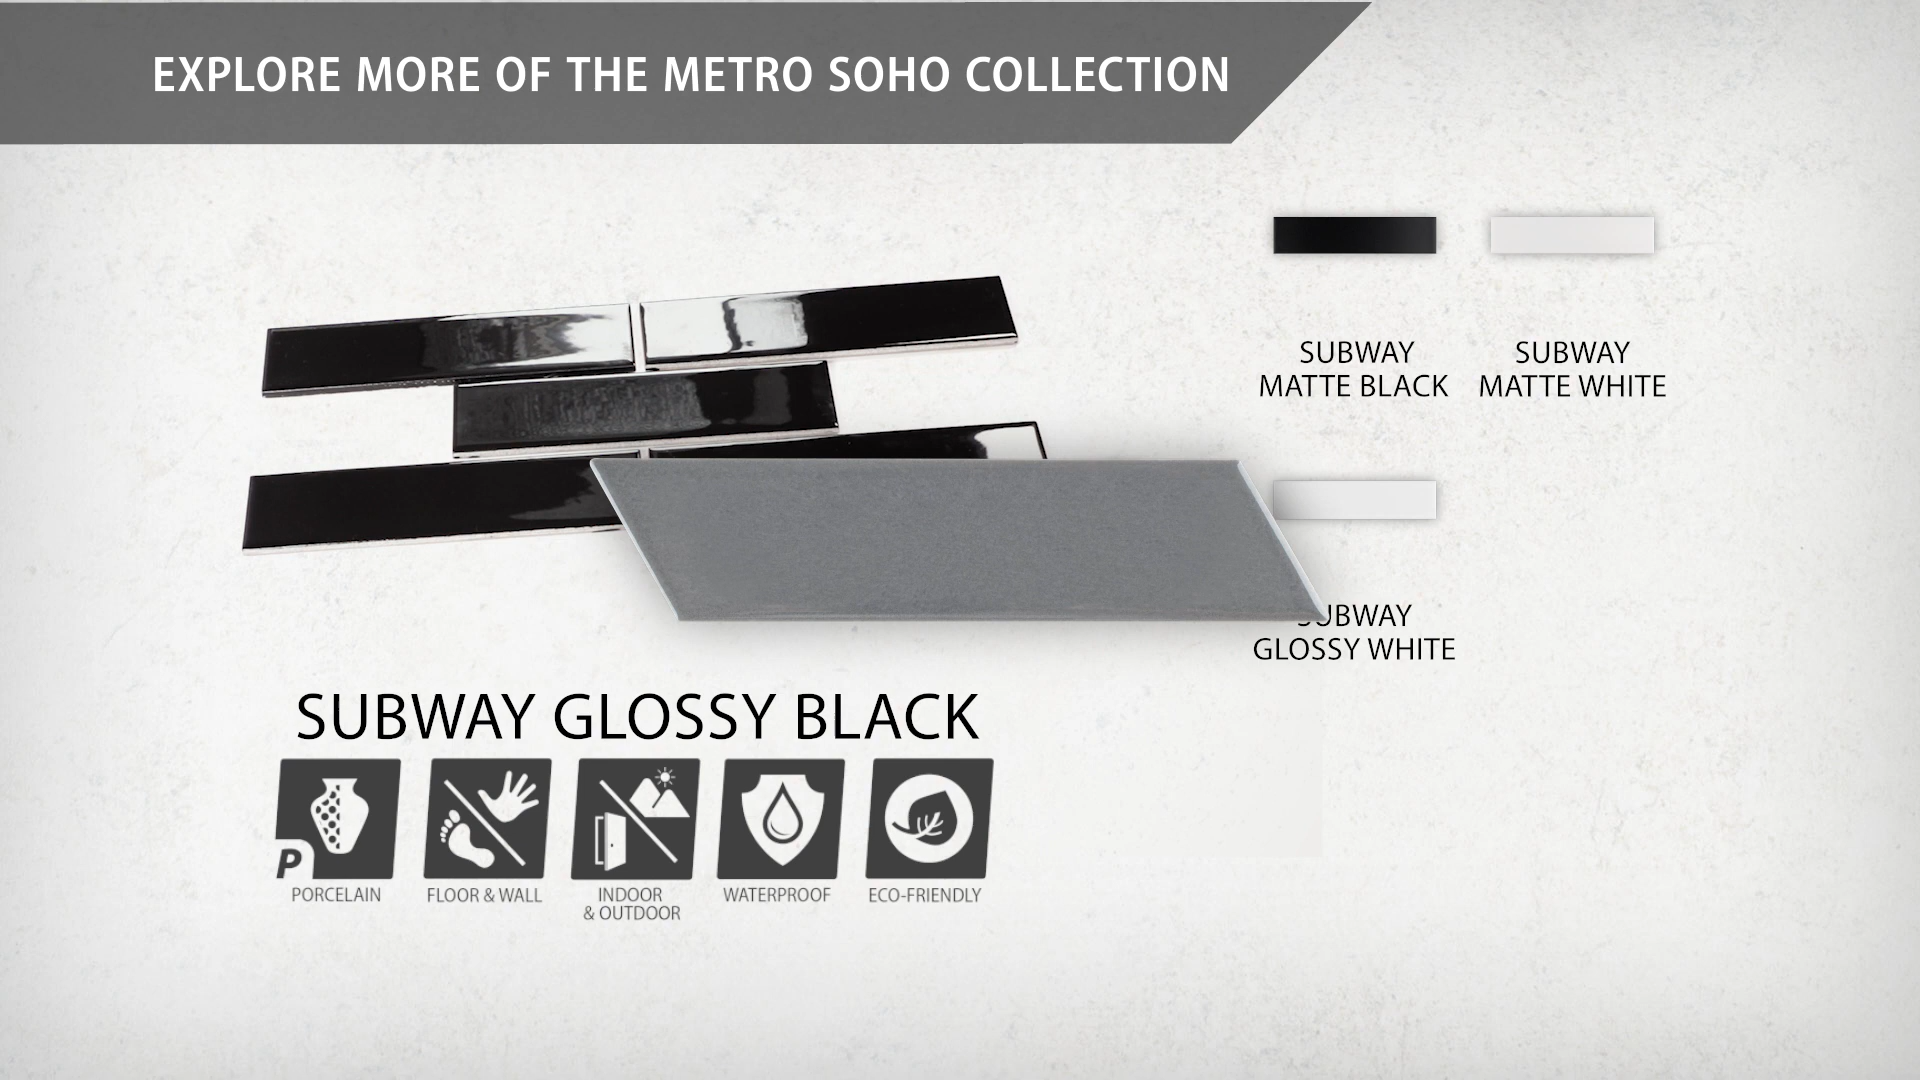 EXPLORE MORE OF THE METRO SOHO COLLECTION
SUBWAY
MATTE BLACK
SUBWAY
MATTE WHITE
SUBWAY
GLOSSY WHITE
SUBWAY GLOSSY BLACK
P
PORCELAIN
FLOOR & WALL
INDOOR
& OUTDOOR
WATERPROOF
ECO-FRIENDLY